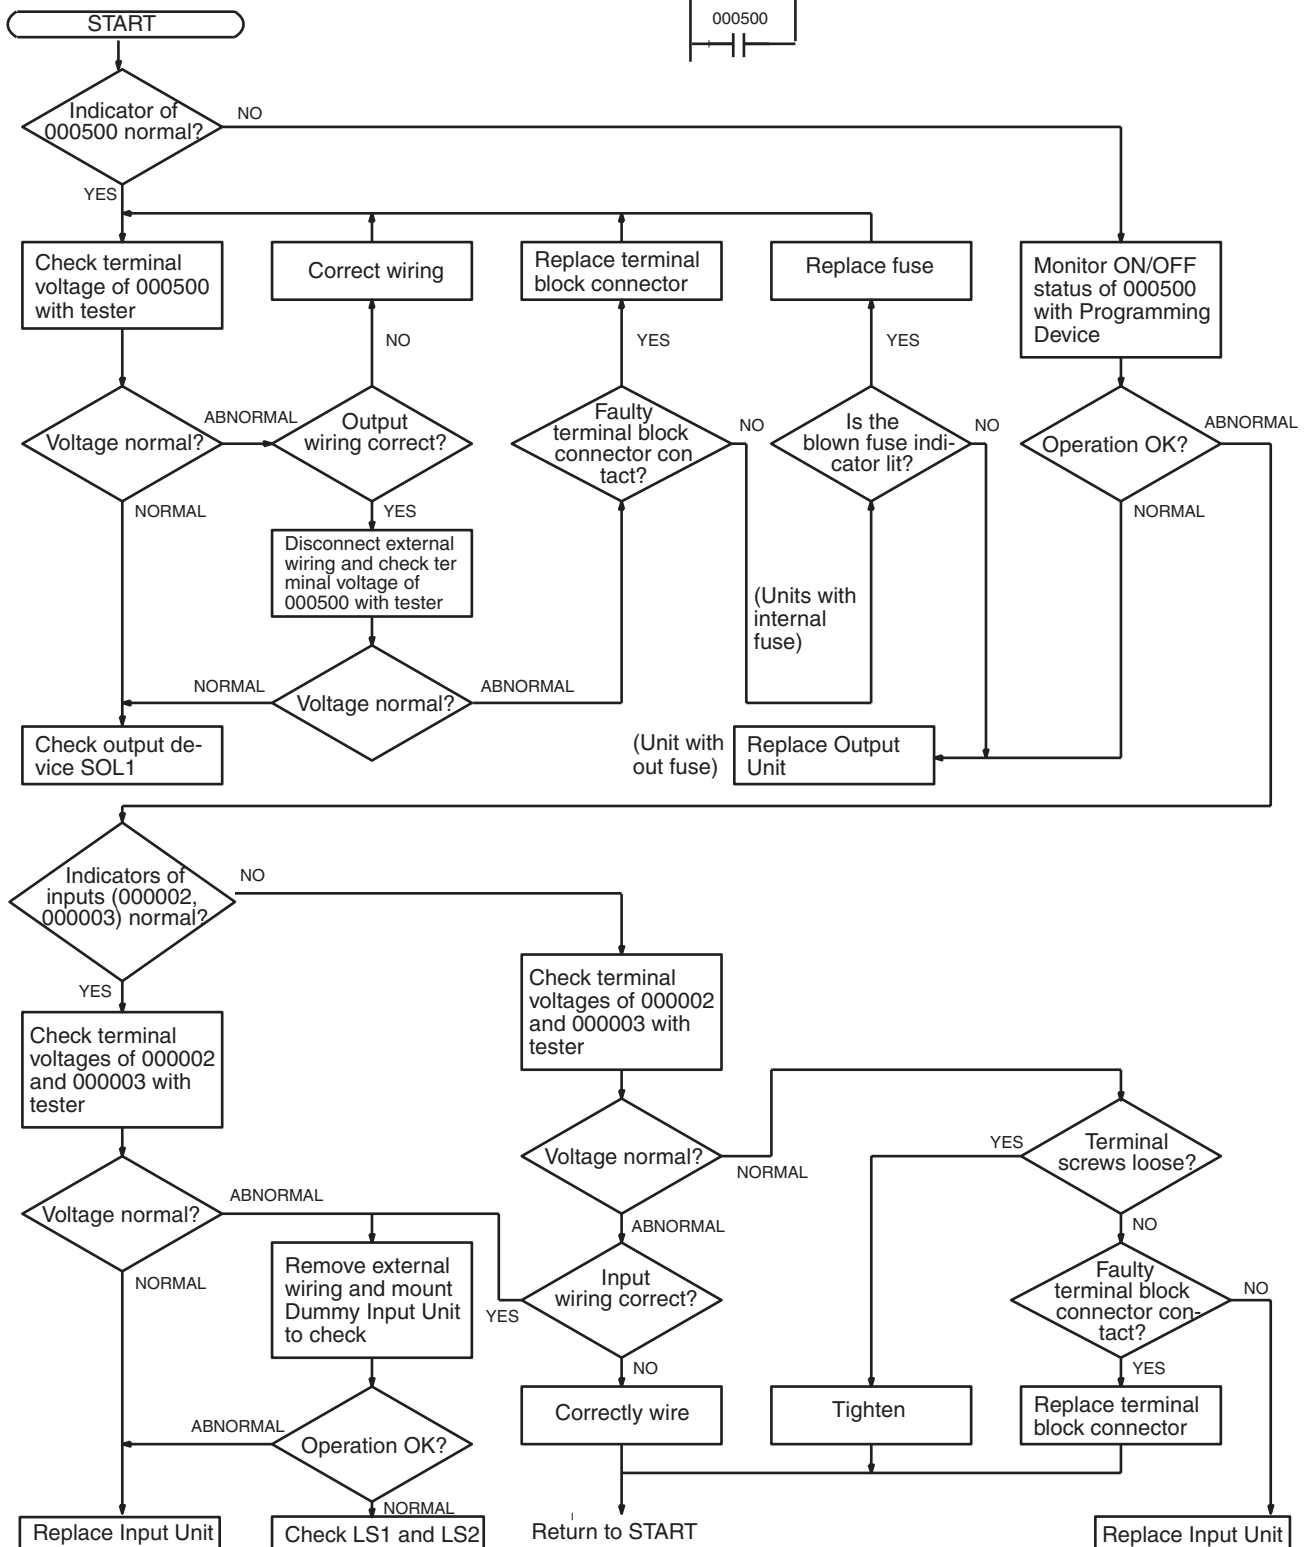 START
000500
Indicator of
000500 normal?
NO
YES
Check terminal
voltage of 000500
with tester
Correct wiring
Replace terminal
block connector
Replace fuse
Monitor ON/OFF
status of 000500
with Programming
Device
NO
YES
YES
Voltage normal?
ABNORMAL
Output
wiring correct?
Faulty
terminal block
connector con
tact?
NO
Is the
blown fuse indi-
cator lit?
NO
Operation OK?
ABNORMAL
NORMAL
YES
NORMAL
Disconnect external
wiring and check ter
minal voltage of
000500 with tester
(Units with
internal
fuse)
NORMAL
Voltage normal?
ABNORMAL
Check output de-
vice SOL1
(Unit with
out fuse)
Replace Output
Unit
Indicators of
inputs (000002,
000003) normal?
NO
YES
Check terminal
voltages of 000002
and 000003 with
tester
Check terminal
voltages of 000002
and 000003 with
tester
Voltage normal?
NORMAL
YES
Terminal
screws loose?
Voltage normal?
ABNORMAL
ABNORMAL
NO
NORMAL
Remove external
wiring and mount
Dummy Input Unit
to check
YES
Input
wiring correct?
Faulty
terminal block
connector con-
tact?
NO
NO
YES
Correctly wire
Tighten
Replace terminal
block connector
ABNORMAL
Operation OK?
NORMAL
Replace Input Unit
Check LS1 and LS2
Return to START
Replace Input Unit